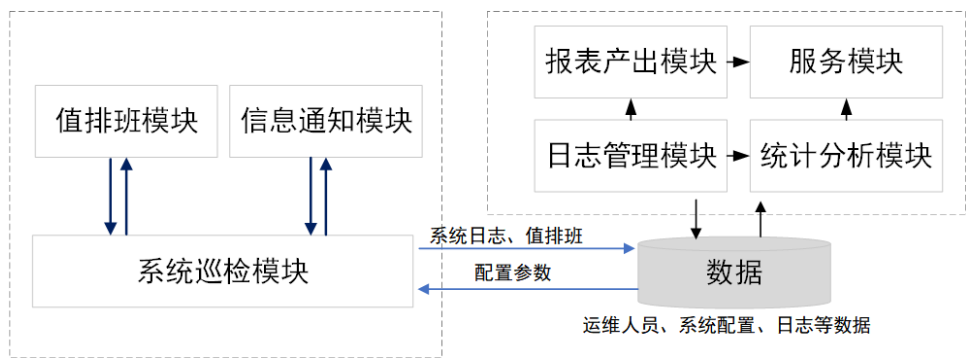 报表产出模块
服务模块
值排班模块
信息通知模块
日志管理模块
统计分析模块
系统日志、值排班
系统巡检模块
配置参数
数据
运维人员、系统配置、日志等数据